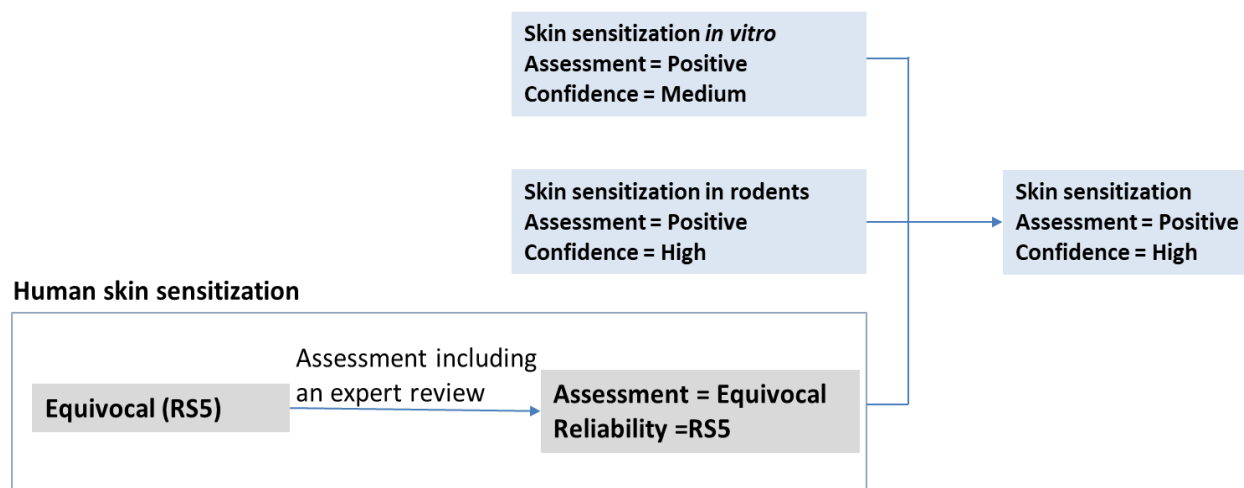 Skin sensitization in vitro
Assessment = Positive
Confidence = Medium
Skin sensitization in rodents
Assessment = Positive
Confidence = High
Skin sensitization
Assessment = Positive
Confidence = High
Human skin sensitization
Equivocal (RS5)
Assessment including
an expert review
Assessment = Equivocal
Reliability =RS5